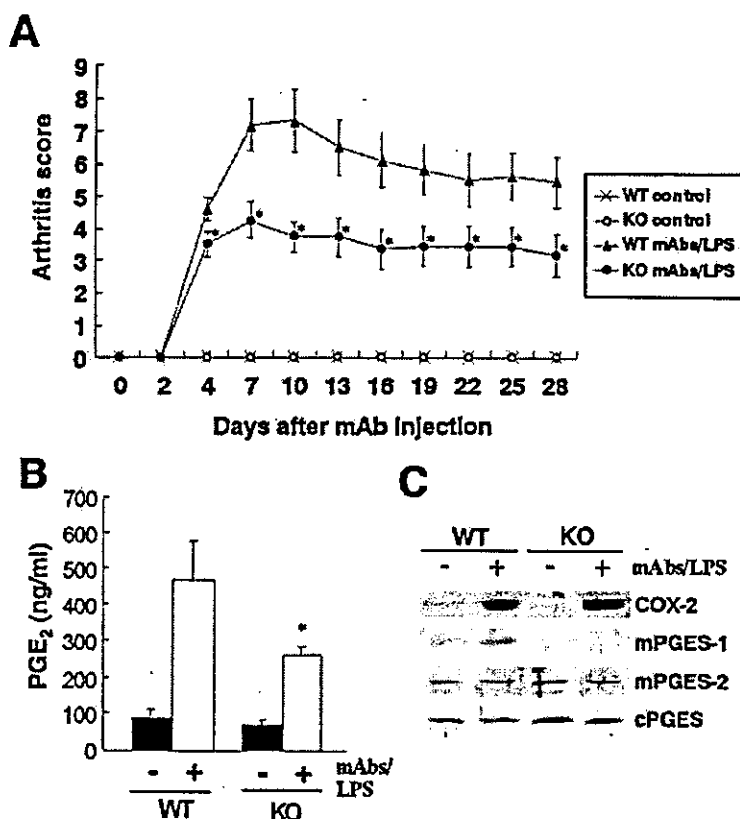 A
Arthritis score
9
8
7
6
5
4
3
2
1
0
0 2 4 7 10 13 16 19 22 25 28
Days after mAb injection
WT control
KO control
WT mAbs/LPS
KO mAbs/LPS
* * * * * * * * *
B
PGE2 (ng/ml)
700
600
500
400
300
200
100
0
*
- + - + mAbs/
LPS
WT KO
C
WT KO
- + - + mAbs/LPS
COX-2
mPGES-1
mPGES-2
cPGES